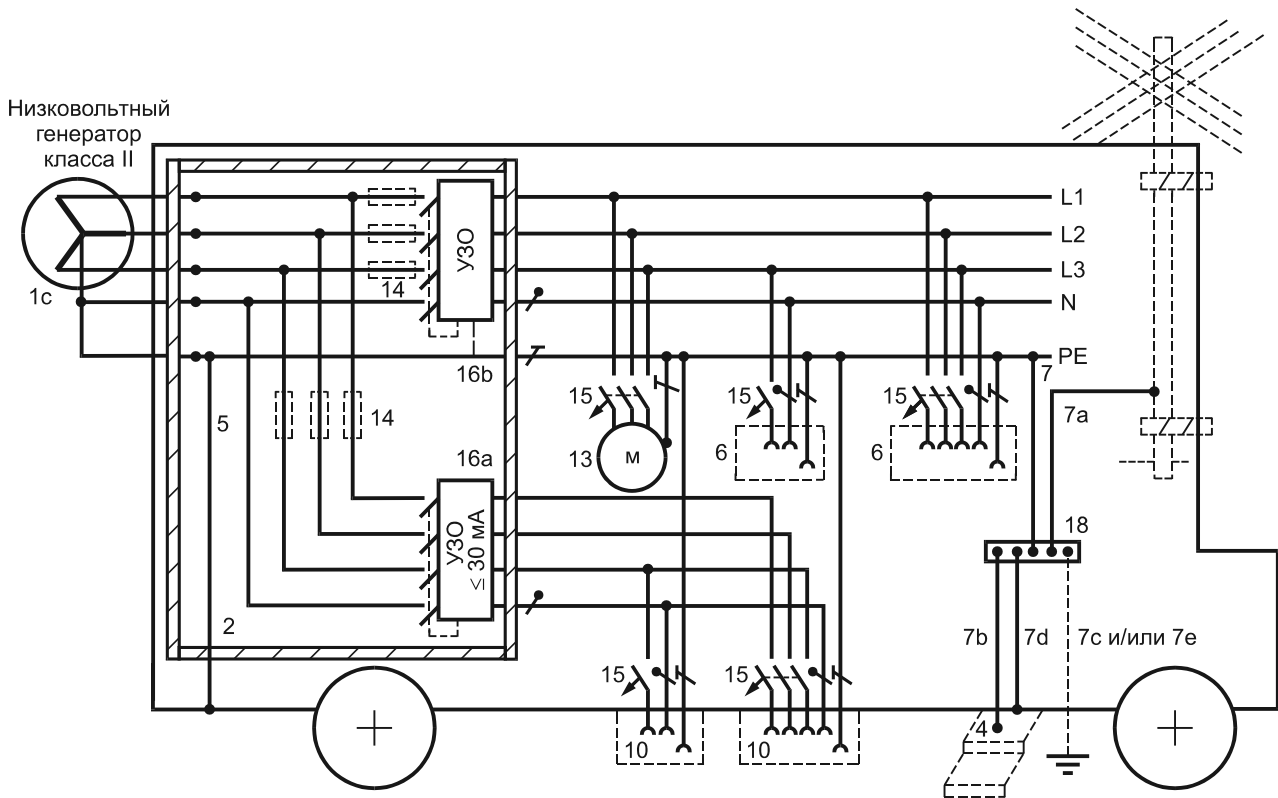 Низковольтный
генератор
класса II
1c
L1
L2
L3
N
PE
УЗО
14
16b
7
7a
5
14
15
15
15
13
м
6
6
16a
УЗО
≤ 30 мА
18
2
7b
7d
7c и/или 7e
15
15
10
10
4